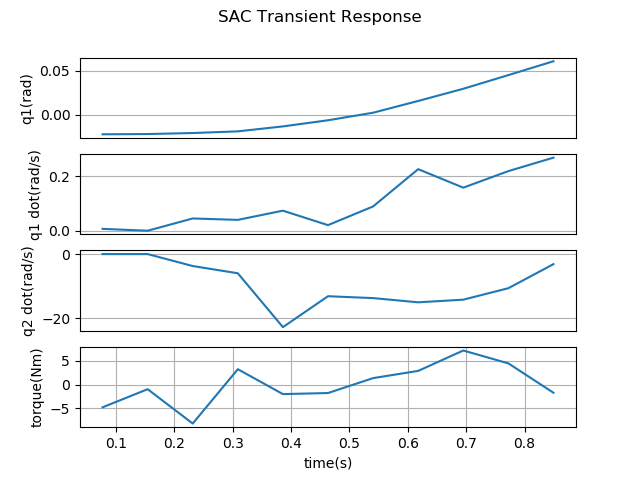 SAC Transient Response
0.05
0.00
q1(rad)
0.2
0.0
q1 dot(rad/s)
0
−20
q2 dot(rad/s)
5
0
−5
torque(Nm)
0.1 0.2 0.3 0.4 0.5 0.6 0.7 0.8
time(s)